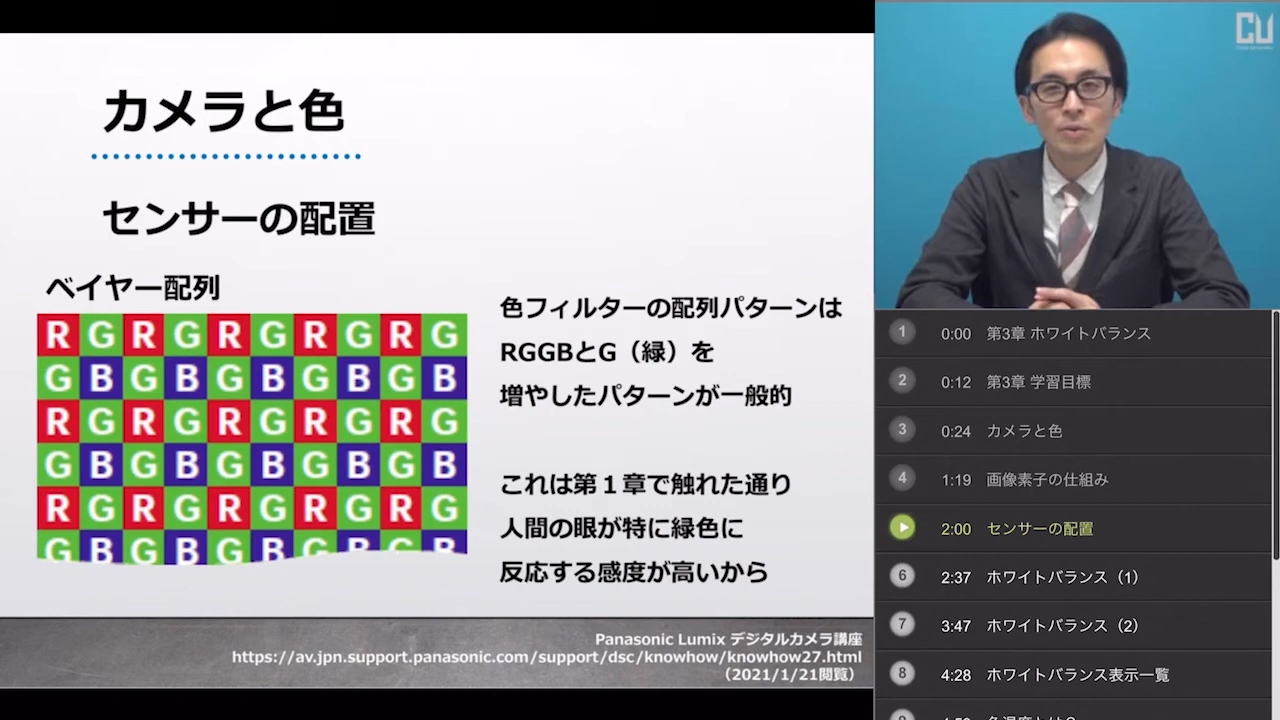 カメラと色
センサーの配置
ベイヤー配列
R G R G R G R G R G
G B G B G B G B G B
R G R G R G R G R G
G B G B G B G B G B
R G R G R G R G R G
G B G B G B G B G B
色フィルターの配列パターンは
RGGBとG（緑）を
増やしたパターンが一般的
これは第１章で触れた通り
人間の眼が特に緑色に
反応する感度が高いから
Panasonic Lumix デジタルカメラ講座
https://av.jpn.support.panasonic.com/support/dsc/knowhow/knowhow27.html
（2021/1/21閲覧）
CU
1 0:00 第3章 ホワイトバランス
2 0:12 第3章 学習目標
3 0:24 カメラと色
4 1:19 画像素子の仕組み
2:00 センサーの配置
6 2:37 ホワイトバランス（1）
7 3:47 ホワイトバランス（2）
8 4:28 ホワイトバランス表示一覧